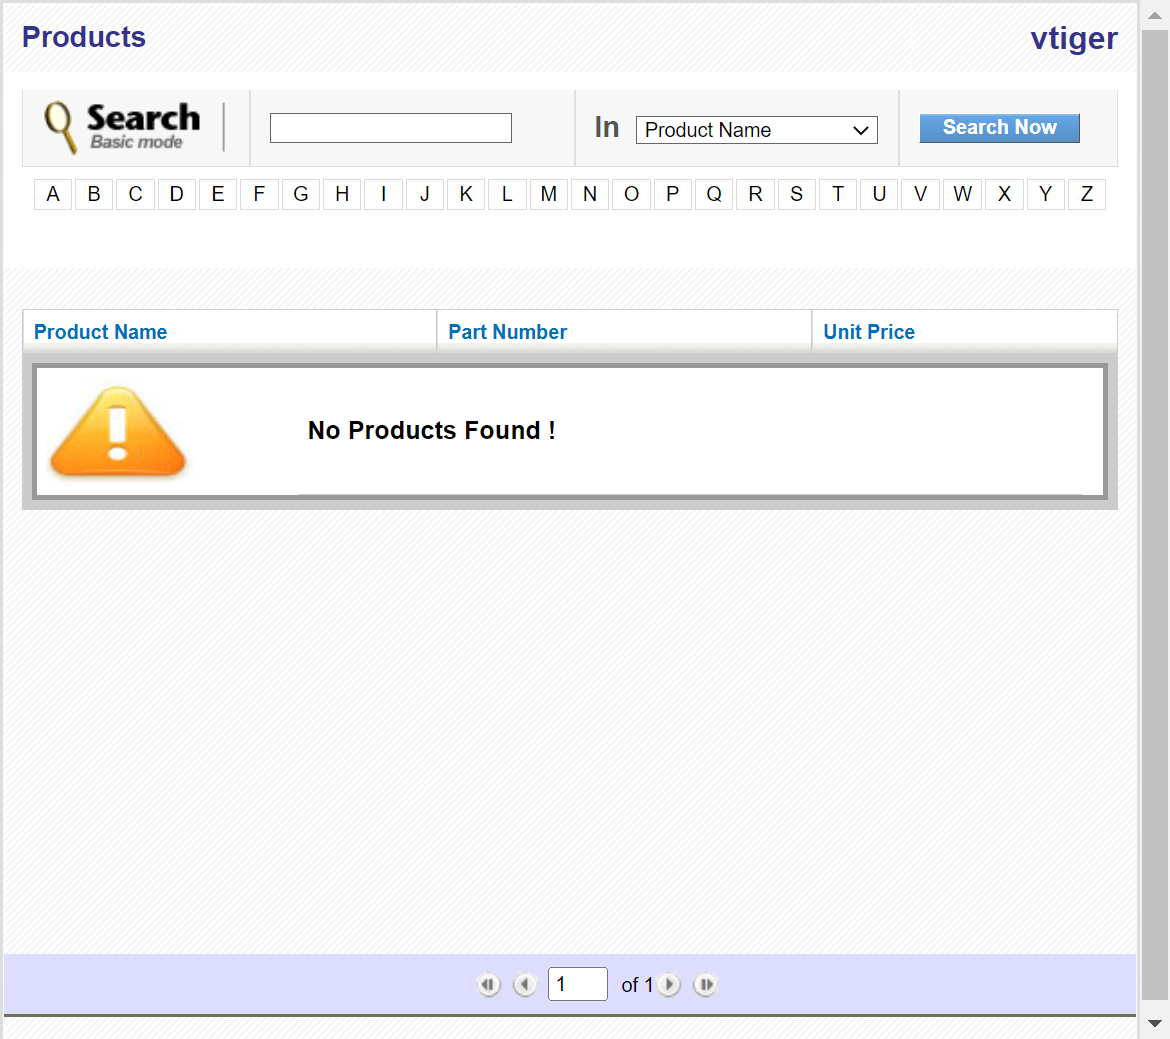 Products vtiger
Search
Basic mode
In Product Name Search Now
A B C D E F G H I J K L M N O P Q R S T U V W X Y Z
Product Name Part Number Unit Price
No Products Found !
1 of 1